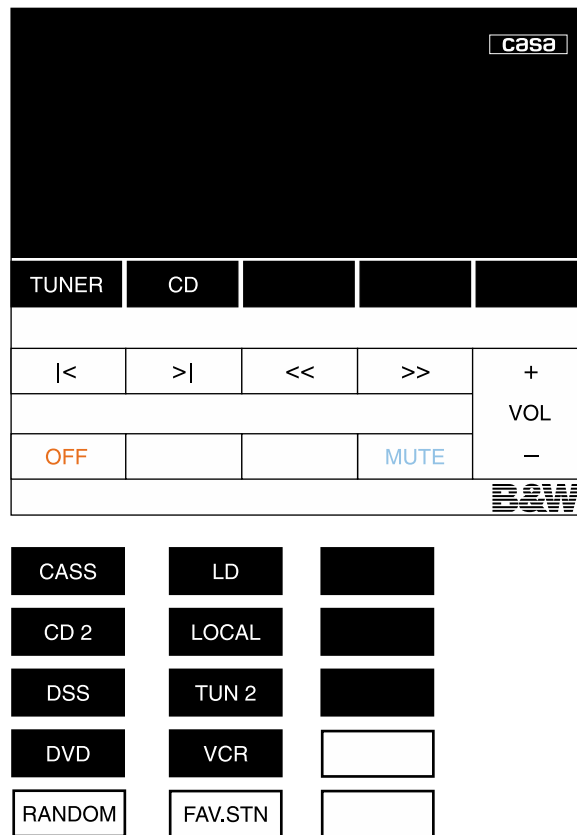 casa
TUNER CD
|< >| << >> +
VOL
OFF MUTE –
B&W
CASS LD
CD 2 LOCAL
DSS TUN 2
DVD VCR
RANDOM FAV.STN